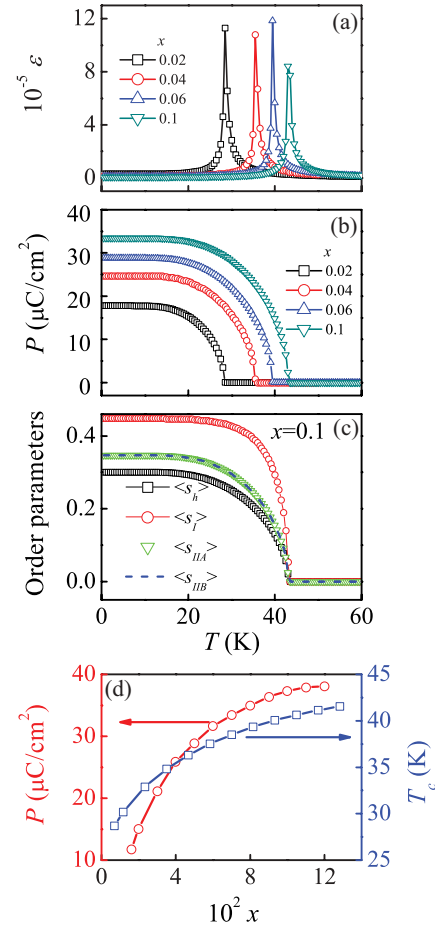 (a)
12
8
4
0
10⁻⁵ ε
x
0.02
0.04
0.06
0.1
(b)
40
30
20
10
0
P (μC/cm²)
x
0.02
0.04
0.06
0.1
(c)
x=0.1
0.4
0.2
0.0
Order parameters
<s_h>
<s_I>
<s_IIA>
<s_IIB>
0 10 20 30 40 50 60
T (K)
(d)
40
30
20
10
P (μC/cm²)
45
40
35
30
25
T_c (K)
0 4 8 12
10² x